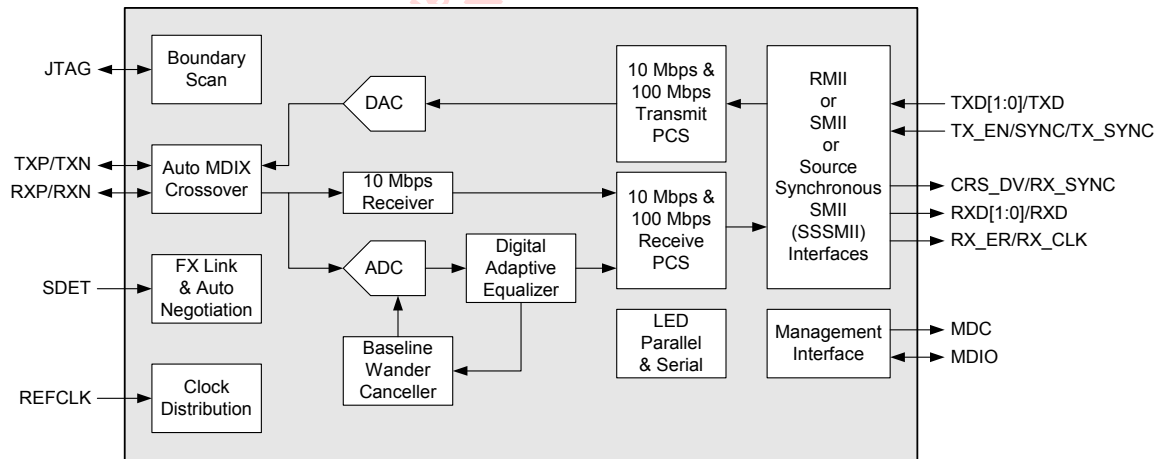 JTAG
Boundary
Scan
DAC
10 Mbps &
100 Mbps
Transmit
PCS
RMII
or
SMII
or
Source
Synchronous
SMII
(SSSMII)
Interfaces
TXD[1:0]/TXD
TX_EN/SYNC/TX_SYNC
TXP/TXN
RXP/RXN
Auto MDIX
Crossover
10 Mbps
Receiver
10 Mbps &
100 Mbps
Receive
PCS
CRS_DV/RX_SYNC
RXD[1:0]/RXD
RX_ER/RX_CLK
SDET
FX Link
& Auto
Negotiation
ADC
Digital
Adaptive
Equalizer
Baseline
Wander
Canceller
LED
Parallel
& Serial
Management
Interface
MDC
MDIO
REFCLK
Clock
Distribution